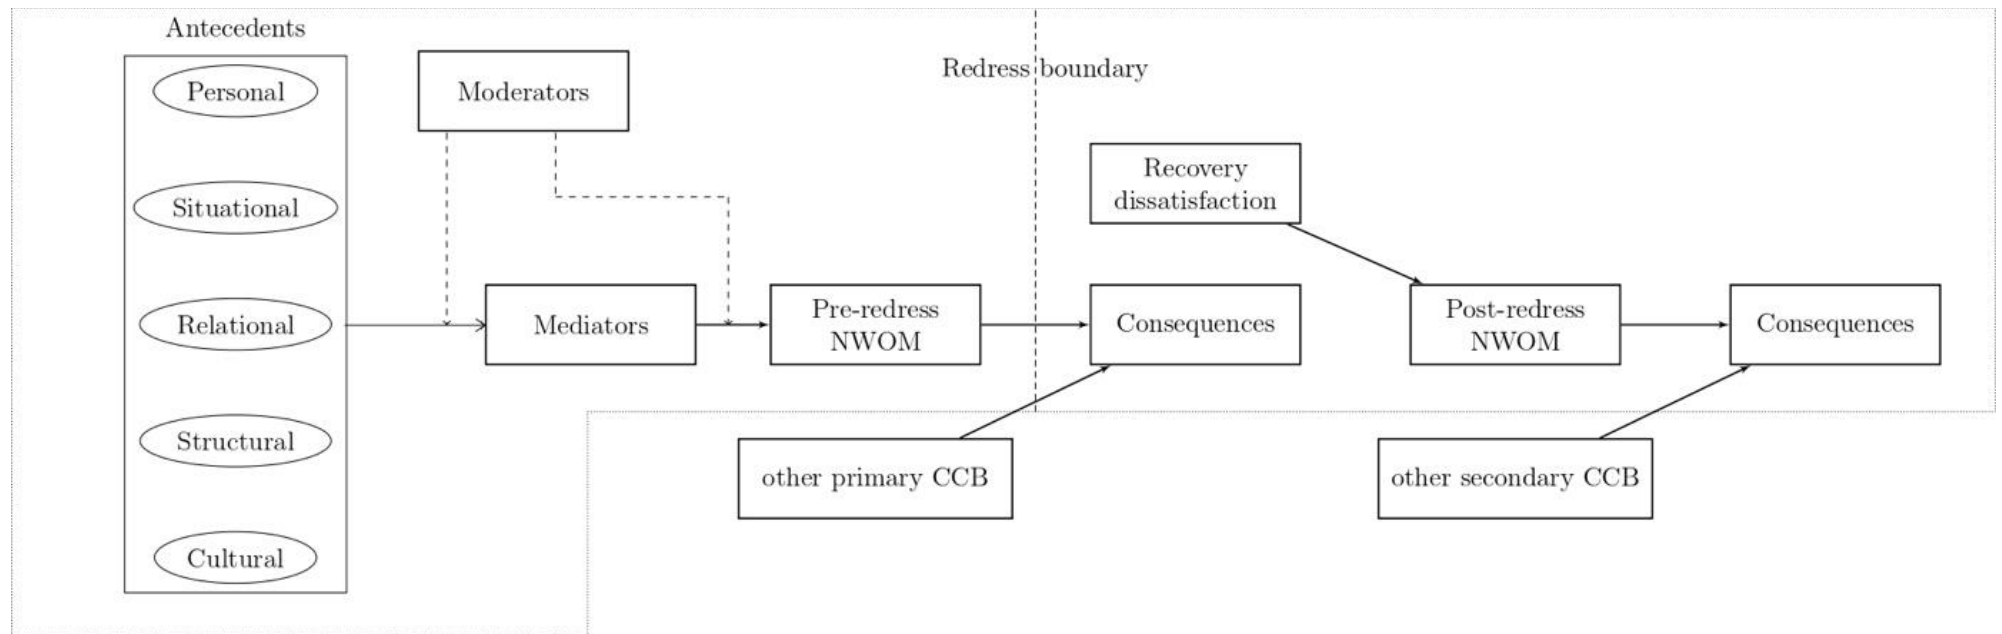 Antecedents
Personal
Situational
Relational
Structural
Cultural
Moderators
Mediators
Pre-redress
NWOM
Redress boundary
Recovery
dissatisfaction
Consequences
Post-redress
NWOM
Consequences
other primary CCB
other secondary CCB